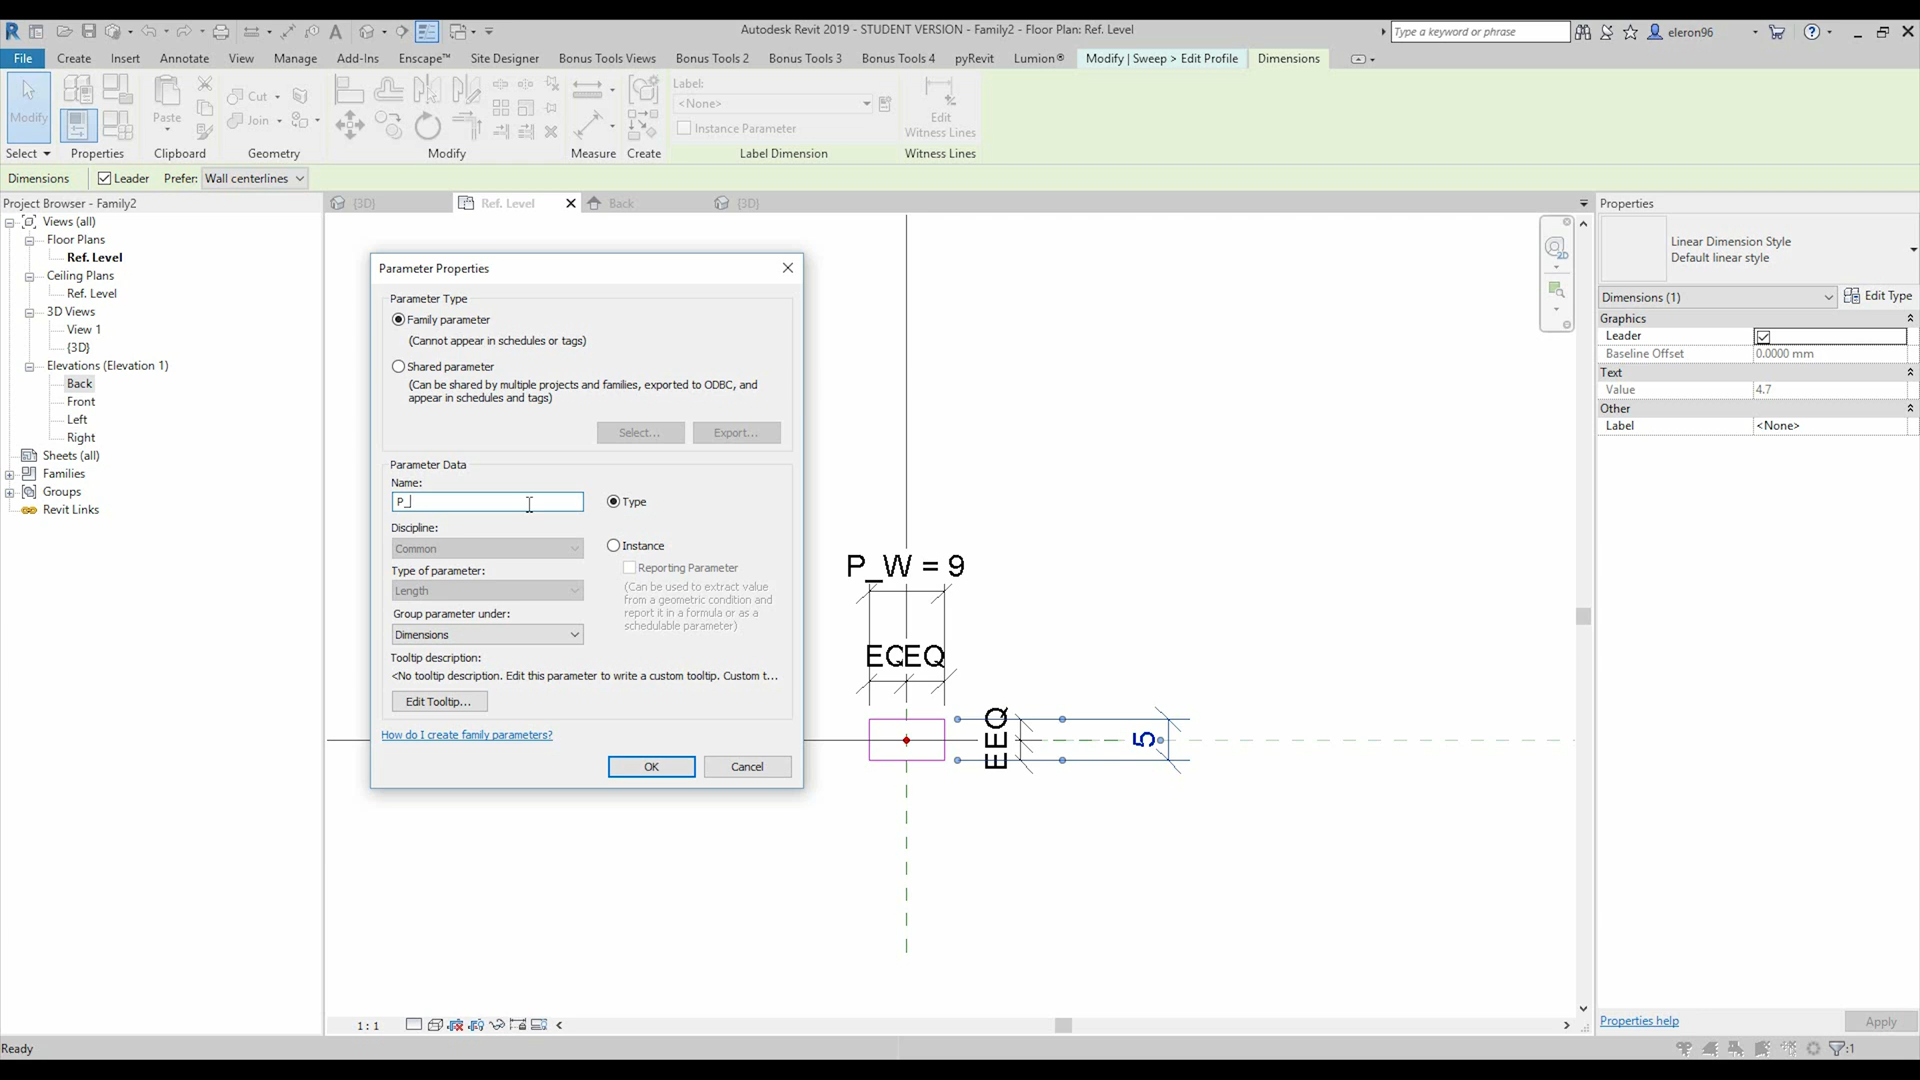 Autodesk Revit 2019 - STUDENT VERSION - Family2 - Floor Plan: Ref. Level
Type a keyword or phrase
eleron96
File
Create
Insert
Annotate
View
Manage
Add-Ins
Enscape™
Site Designer
Bonus Tools Views
Bonus Tools 2
Bonus Tools 3
Bonus Tools 4
pyRevit
Lumion®
Modify | Sweep > Edit Profile
Dimensions
Modify
Paste
Cut
Join
Label:
<None>
Instance Parameter
Edit
Witness Lines
Select
Properties
Clipboard
Geometry
Modify
Measure
Create
Label Dimension
Witness Lines
Dimensions
Leader
Prefer:
Wall centerlines
Project Browser - Family2
Views (all)
Floor Plans
Ref. Level
Ceiling Plans
Ref. Level
3D Views
View 1
{3D}
Elevations (Elevation 1)
Back
Front
Left
Right
Sheets (all)
Families
Groups
Revit Links
{3D}
Ref. Level
Back
{3D}
Parameter Properties
Parameter Type
Family parameter
(Cannot appear in schedules or tags)
Shared parameter
(Can be shared by multiple projects and families, exported to ODBC, and
appear in schedules and tags)
Select...
Export...
Parameter Data
Name:
P_
Type
Discipline:
Common
Instance
Type of parameter:
Length
Reporting Parameter
(Can be used to extract value
from a geometric condition and
report it in a formula or as a
schedulable parameter)
Group parameter under:
Dimensions
Tooltip description:
<No tooltip description. Edit this parameter to write a custom tooltip. Custom t...
Edit Tooltip...
How do I create family parameters?
OK
Cancel
P_W = 9
EQEQ
EEQ
5
2D
Properties
Linear Dimension Style
Default linear style
Dimensions (1)
Edit Type
Graphics
Leader
Baseline Offset
0.0000 mm
Text
Value
4.7
Other
Label
<None>
Properties help
Apply
1 : 1
Ready
:1